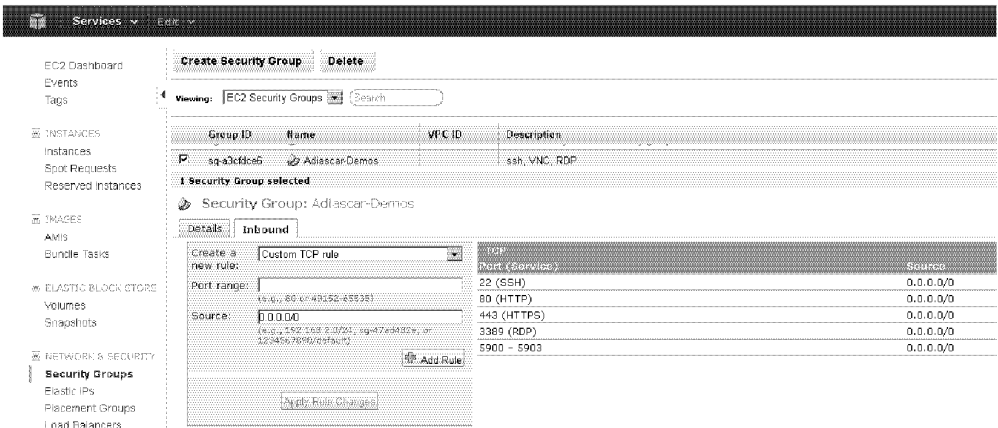 Services Edit
EC2 Dashboard
Events
Tags
INSTANCES
Instances
Spot Requests
Reserved Instances
IMAGES
AMIs
Bundle Tasks
ELASTIC BLOCK STORE
Volumes
Snapshots
NETWORK & SECURITY
Security Groups
Elastic IPs
Placement Groups
Load Balancers
Create Security Group Delete
Viewing: EC2 Security Groups Search
Group ID Name VPC ID Description
sg-a3cfdce6 Adiascar-Demos ssh, VNC, RDP
1 Security Group selected
Security Group: Adiascar-Demos
Details Inbound
Create a new rule: Custom TCP rule
Port range:
(e.g., 80 or 49152-65535)
Source: 0.0.0.0/0
(e.g., 192.168.2.0/24, sg-47ad482e, or
1234567890/default)
Add Rule
Apply Rule Changes
TCP
Port (Service) Source
22 (SSH) 0.0.0.0/0
80 (HTTP) 0.0.0.0/0
443 (HTTPS) 0.0.0.0/0
3389 (RDP) 0.0.0.0/0
5900 - 5903 0.0.0.0/0